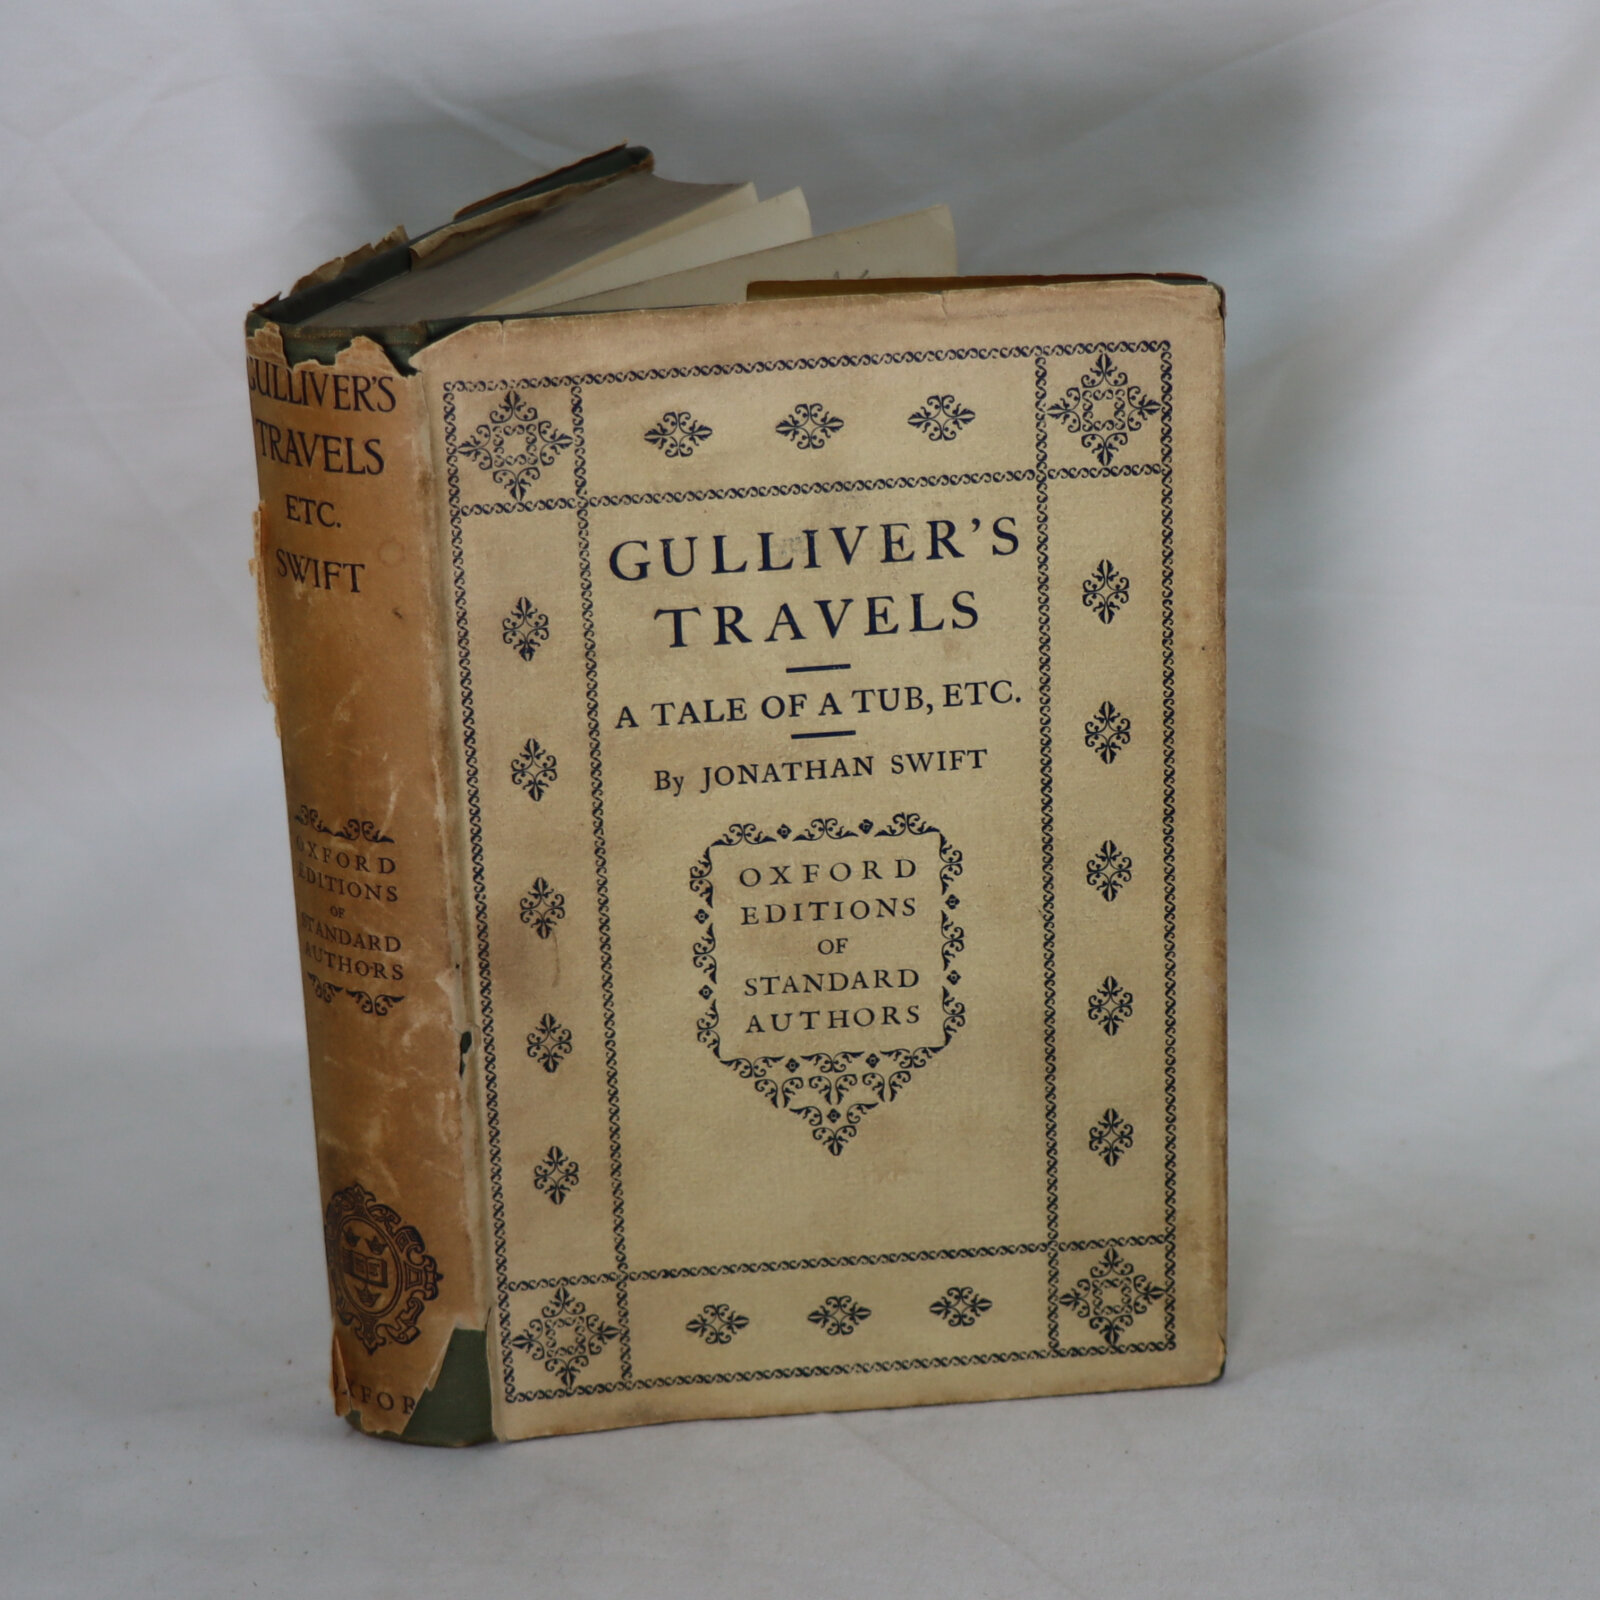 GULLIVER'S
TRAVELS
ETC.
SWIFT
OXFORD
EDITIONS
OF
STANDARD
AUTHORS
GULLIVER'S
TRAVELS
A TALE OF A TUB, ETC.
By JONATHAN SWIFT
OXFORD
EDITIONS
OF
STANDARD
AUTHORS